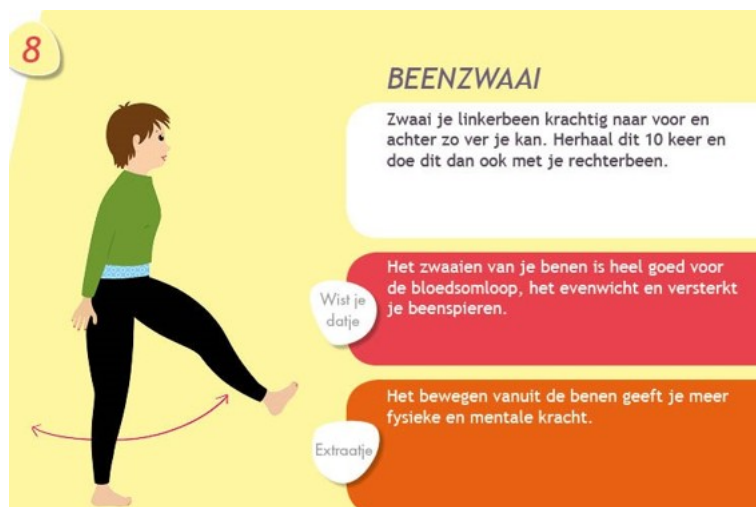 8
BEENZWAAI
Zwaai je linkerbeen krachtig naar voor en
achter zo ver je kan. Herhaal dit 10 keer en
doe dit dan ook met je rechterbeen.
Wist je
datje
Het zwaaien van je benen is heel goed voor
de bloedsomloop, het evenwicht en versterkt
je beenspieren.
Extraatje
Het bewegen vanuit de benen geeft je meer
fysieke en mentale kracht.